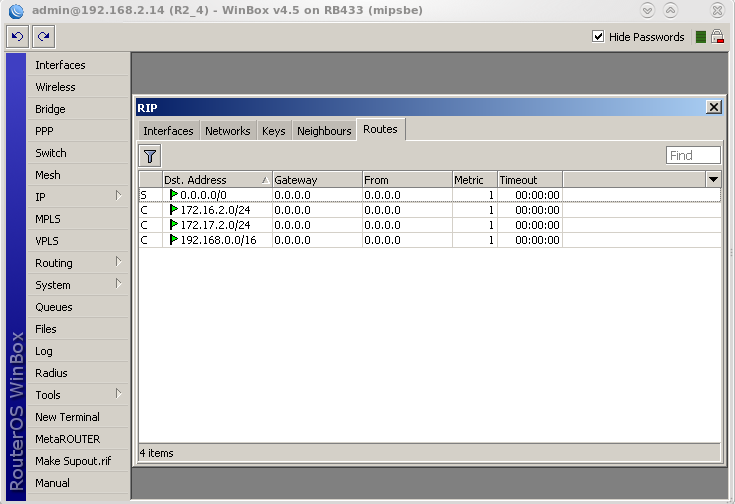 admin@192.168.2.14 (R2_4) - WinBox v4.5 on RB433 (mipsbe)
Hide Passwords
Interfaces
Wireless
Bridge
PPP
Switch
Mesh
IP
MPLS
VPLS
Routing
System
Queues
Files
Log
Radius
Tools
New Terminal
MetaROUTER
Make Supout.rif
Manual
RouterOS WinBox
RIP
Interfaces Networks Keys Neighbours Routes
Find
Dst. Address Gateway From Metric Timeout
S 0.0.0.0/0 0.0.0.0 0.0.0.0 1 00:00:00
C 172.16.2.0/24 0.0.0.0 0.0.0.0 1 00:00:00
C 172.17.2.0/24 0.0.0.0 0.0.0.0 1 00:00:00
C 192.168.0.0/16 0.0.0.0 0.0.0.0 1 00:00:00
4 items